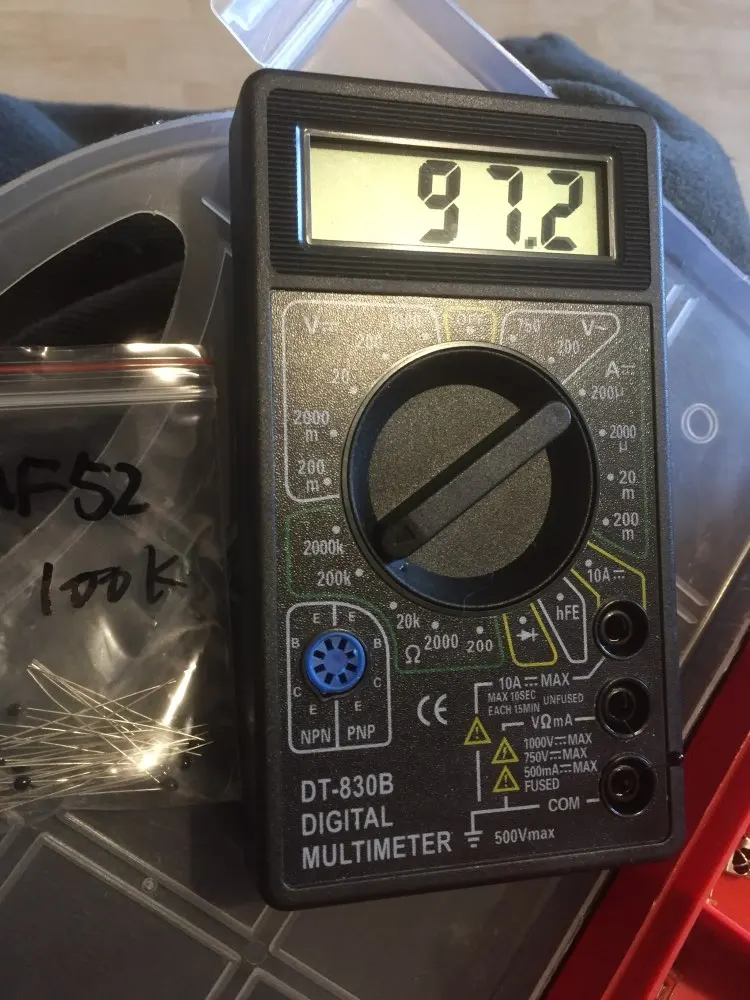 97.2
V⎓
OFF
750
V~
200
200
20
2000
m
200
m
A⎓
200µ
2000
µ
20
m
200
m
10A⎓
hFE
2000k
200k
20k
2000
200
Ω
F52
100K
E E
B B
C C
E E
NPN PNP
CE
10A⎓MAX
MAX 10SEC
EACH 15MIN
UNFUSED
VΩmA
1000V⎓MAX
750V~MAX
500mA⎓MAX
FUSED
COM
500Vmax
DT-830B
DIGITAL
MULTIMETER